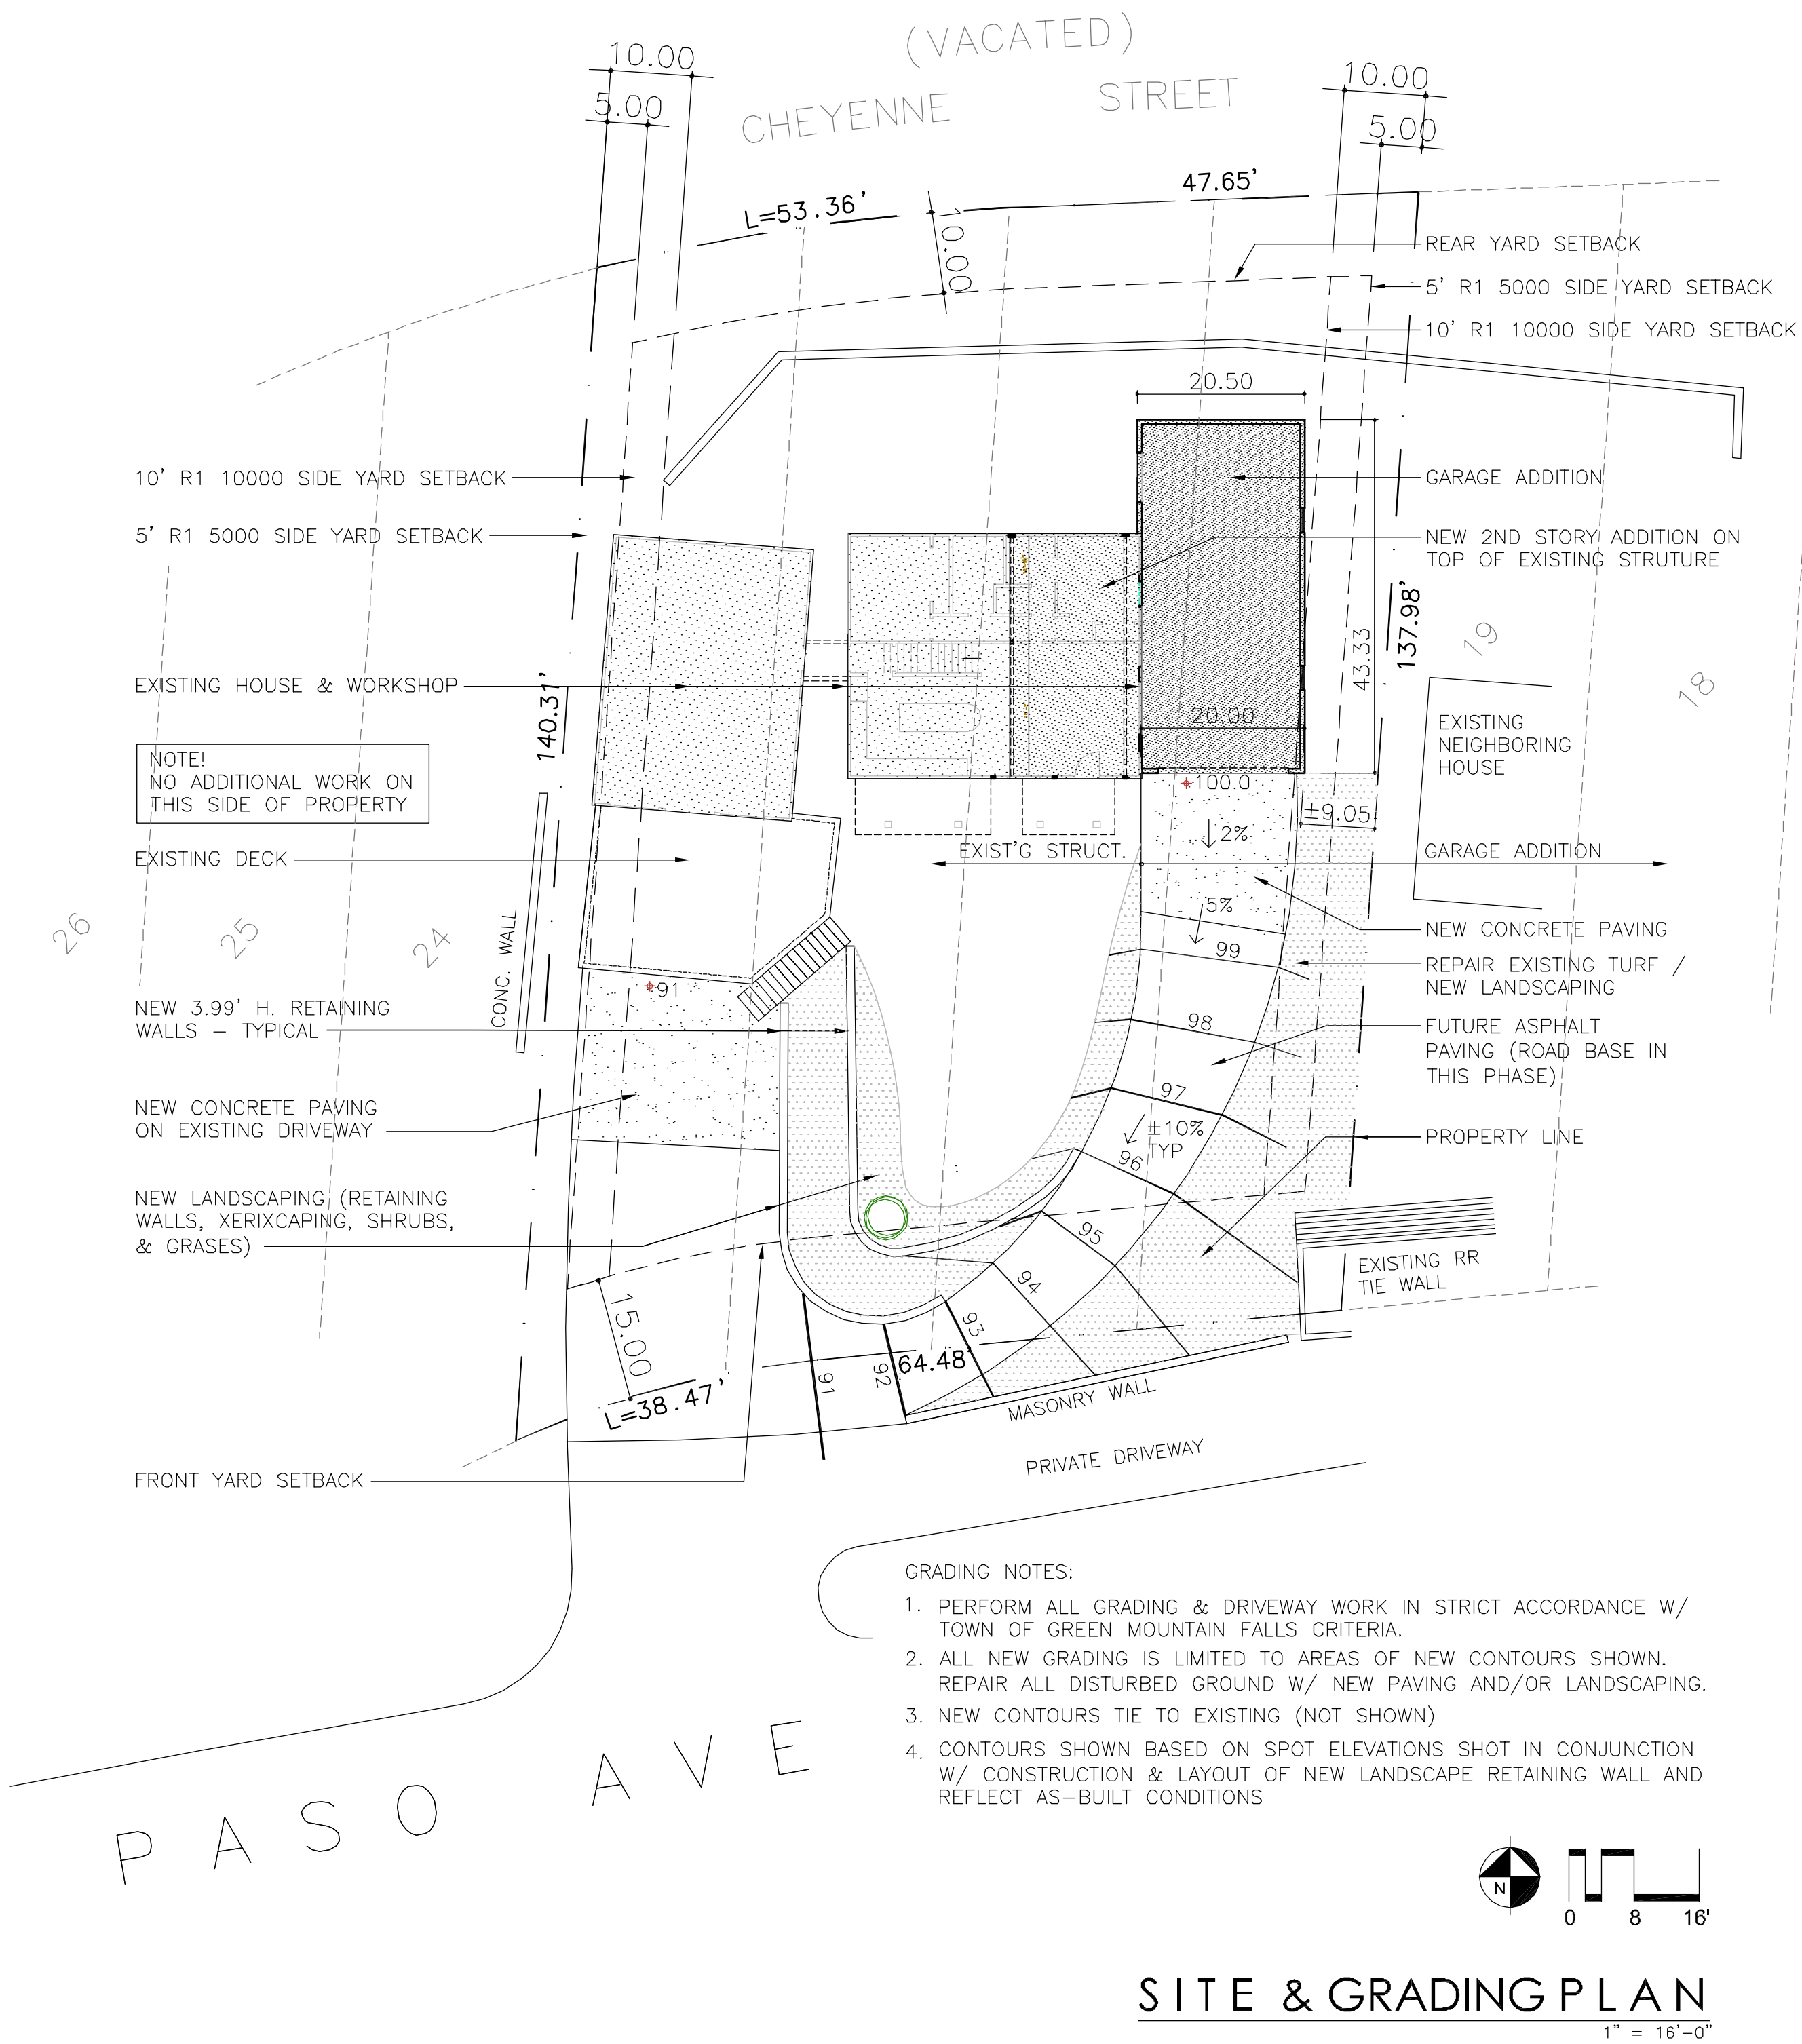 (VACATED)
CHEYENNE STREET
10.00
5.00
10.00
5.00
L=53.36'
47.65'
10.00
REAR YARD SETBACK
5' R1 5000 SIDE YARD SETBACK
10' R1 10000 SIDE YARD SETBACK
20.50
10' R1 10000 SIDE YARD SETBACK
GARAGE ADDITION
5' R1 5000 SIDE YARD SETBACK
NEW 2ND STORY ADDITION ON
TOP OF EXISTING STRUTURE
137.98'
43.33
19
18
EXISTING HOUSE & WORKSHOP
140.31'
20.00
EXISTING
NEIGHBORING
HOUSE
NOTE!
NO ADDITIONAL WORK ON
THIS SIDE OF PROPERTY
100.0
±9.05
2%
EXISTING DECK
EXIST'G STRUCT.
GARAGE ADDITION
26
25
24
CONC. WALL
5%
NEW CONCRETE PAVING
99
REPAIR EXISTING TURF /
NEW LANDSCAPING
91
NEW 3.99' H. RETAINING
WALLS – TYPICAL
98
FUTURE ASPHALT
PAVING (ROAD BASE IN
THIS PHASE)
97
NEW CONCRETE PAVING
ON EXISTING DRIVEWAY
±10%
TYP
PROPERTY LINE
96
NEW LANDSCAPING (RETAINING
WALLS, XERIXCAPING, SHRUBS,
& GRASES)
95
EXISTING RR
TIE WALL
94
15.00
93
92
91
64.48'
L=38.47'
MASONRY WALL
PRIVATE DRIVEWAY
FRONT YARD SETBACK
GRADING NOTES:
1. PERFORM ALL GRADING & DRIVEWAY WORK IN STRICT ACCORDANCE W/
TOWN OF GREEN MOUNTAIN FALLS CRITERIA.
2. ALL NEW GRADING IS LIMITED TO AREAS OF NEW CONTOURS SHOWN.
REPAIR ALL DISTURBED GROUND W/ NEW PAVING AND/OR LANDSCAPING.
3. NEW CONTOURS TIE TO EXISTING (NOT SHOWN)
4. CONTOURS SHOWN BASED ON SPOT ELEVATIONS SHOT IN CONJUNCTION
W/ CONSTRUCTION & LAYOUT OF NEW LANDSCAPE RETAINING WALL AND
REFLECT AS–BUILT CONDITIONS
PASO AVE
N
0 8 16'
SITE & GRADING PLAN
1" = 16'–0"